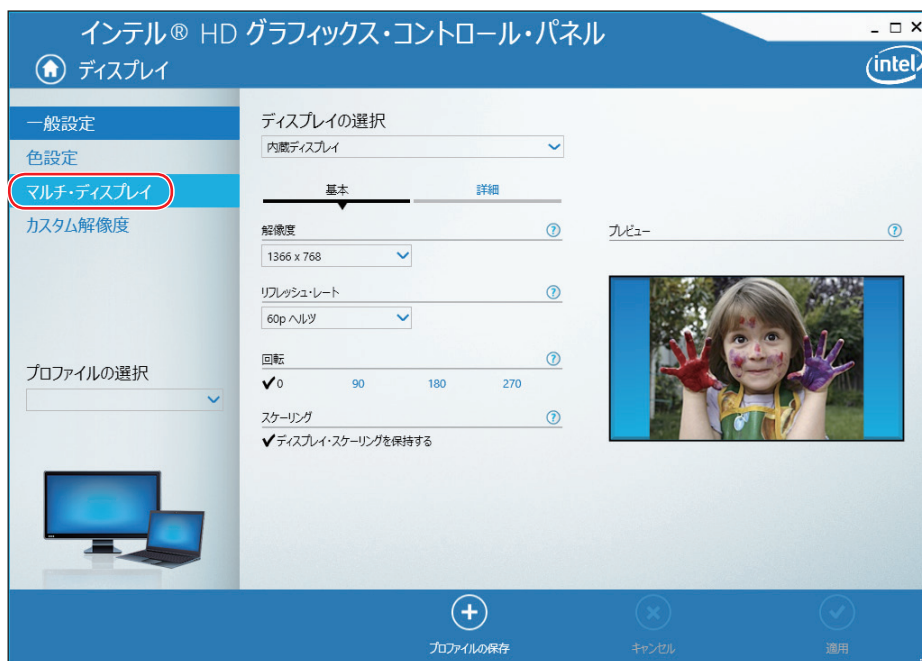 インテル® HD グラフィックス・コントロール・パネル
ディスプレイ
intel
一般設定
色設定
マルチ・ディスプレイ
カスタム解像度
プロファイルの選択
ディスプレイの選択
内蔵ディスプレイ
基本 詳細
解像度 ?
1366 x 768
リフレッシュ・レート ?
60p ヘルツ
回転 ?
✔0 90 180 270
スケーリング ?
✔ディスプレイ・スケーリングを保持する
プレビュー ?
プロファイルの保存
キャンセル
適用